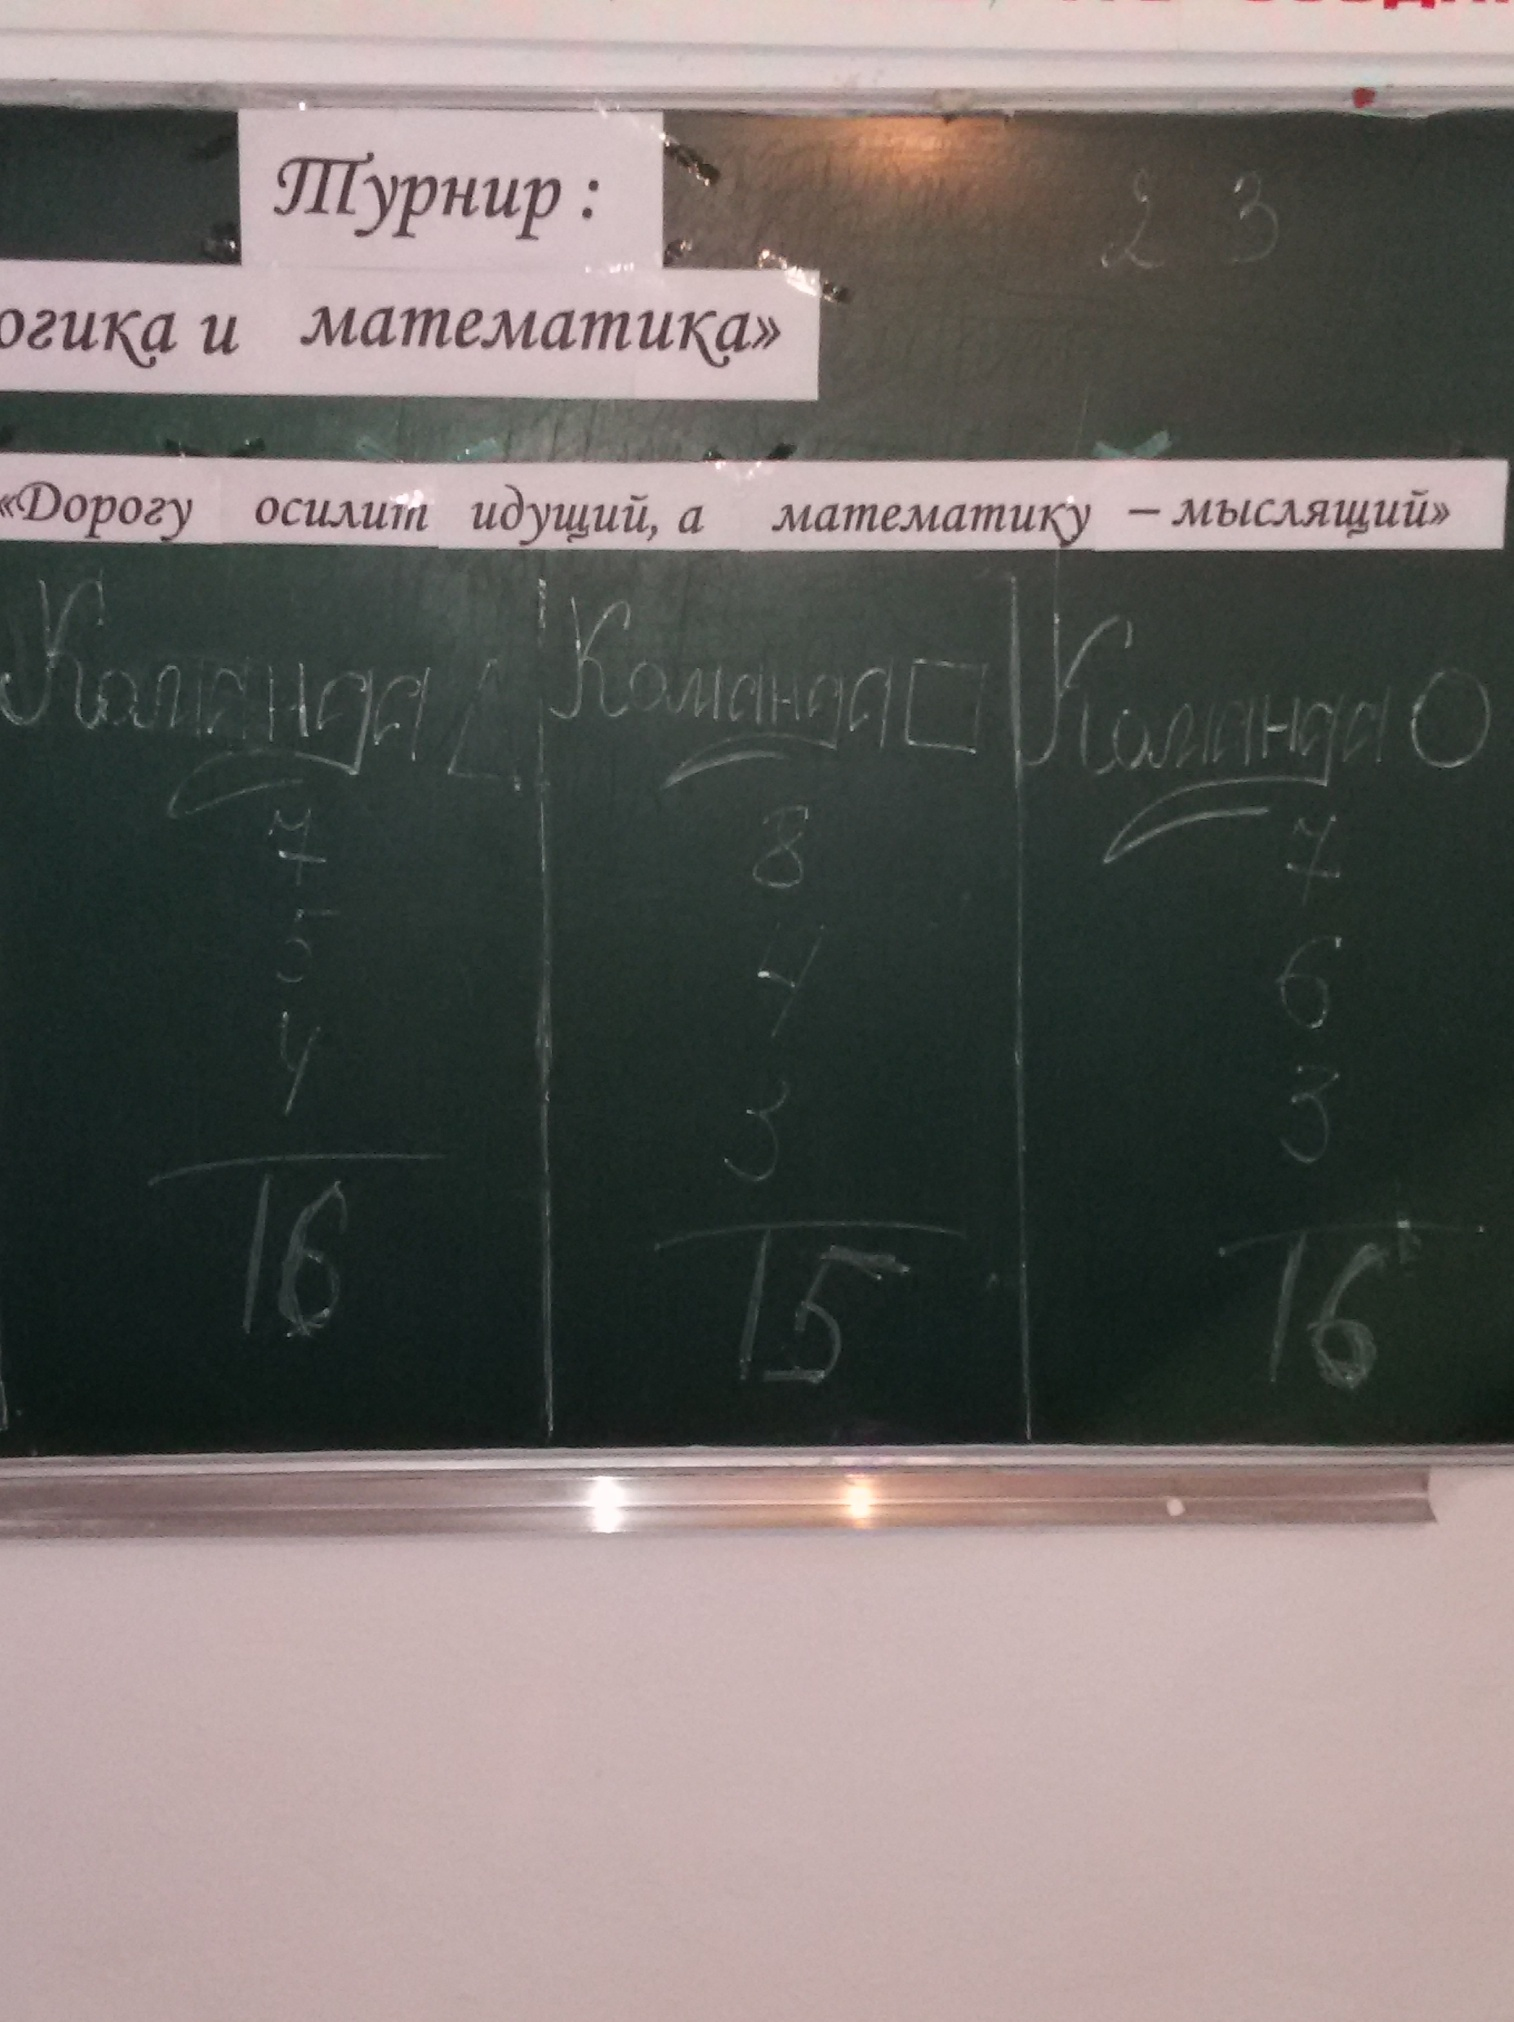 2 3
Турнир :
огика и математика»
«Дорогу осилит идущий, а математику – мыслящий»
Команда △ Команда □ Команда ○
7 8 7
5 4 6
4 3 3
16 15 16